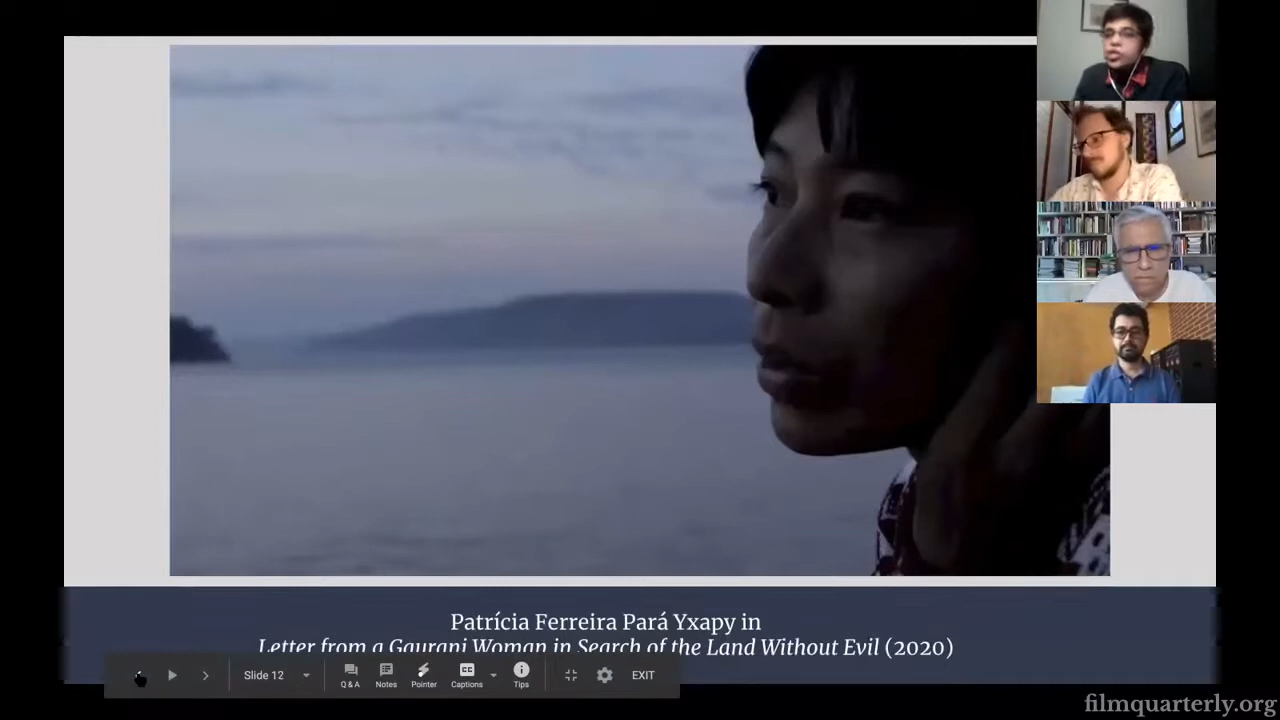 Patrícia Ferreira Pará Yxapy in
Letter from a Gaurani Woman in Search of the Land Without Evil (2020)
Slide 12
Q & A
Notes
Pointer
CC
Captions
Tips
EXIT
filmquarterly.org